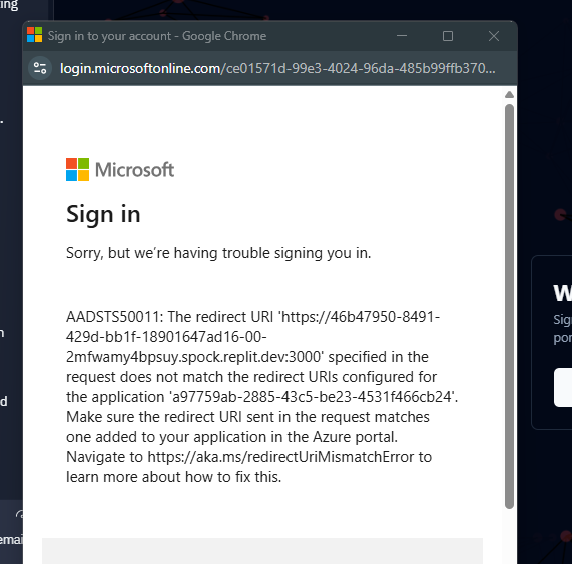 ting
Sign in to your account - Google Chrome
login.microsoftonline.com/ce01571d-99e3-4024-96da-485b99ffb370...
Microsoft
Sign in
Sorry, but we're having trouble signing you in.
AADSTS50011: The redirect URI 'https://46b47950-8491-
429d-bb1f-18901647ad16-00-
2mfwamy4bpsuy.spock.replit.dev:3000' specified in the
request does not match the redirect URIs configured for
the application 'a97759ab-2885-43c5-be23-4531f466cb24'.
Make sure the redirect URI sent in the request matches
one added to your application in the Azure portal.
Navigate to https://aka.ms/redirectUriMismatchError to
learn more about how to fix this.
W
Sig
por
n
d
emai